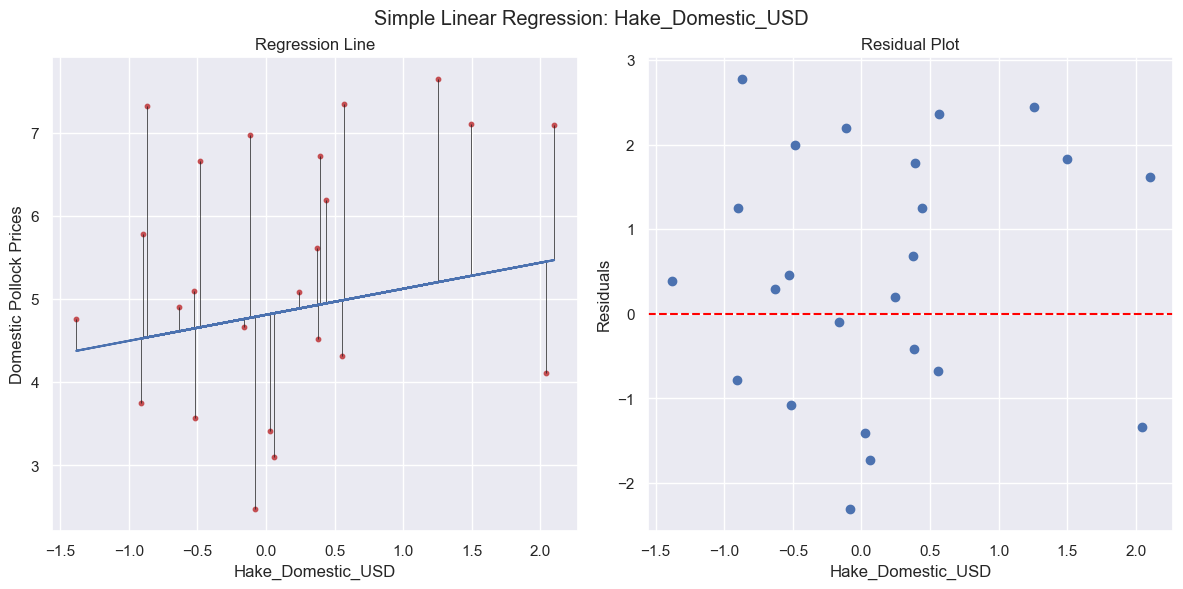 Simple Linear Regression: Hake_Domestic_USD
Regression Line
Domestic Pollock Prices
7
6
5
4
3
−1.5 −1.0 −0.5 0.0 0.5 1.0 1.5 2.0
Hake_Domestic_USD
Residual Plot
Residuals
3
2
1
0
−1
−2
−1.5 −1.0 −0.5 0.0 0.5 1.0 1.5 2.0
Hake_Domestic_USD